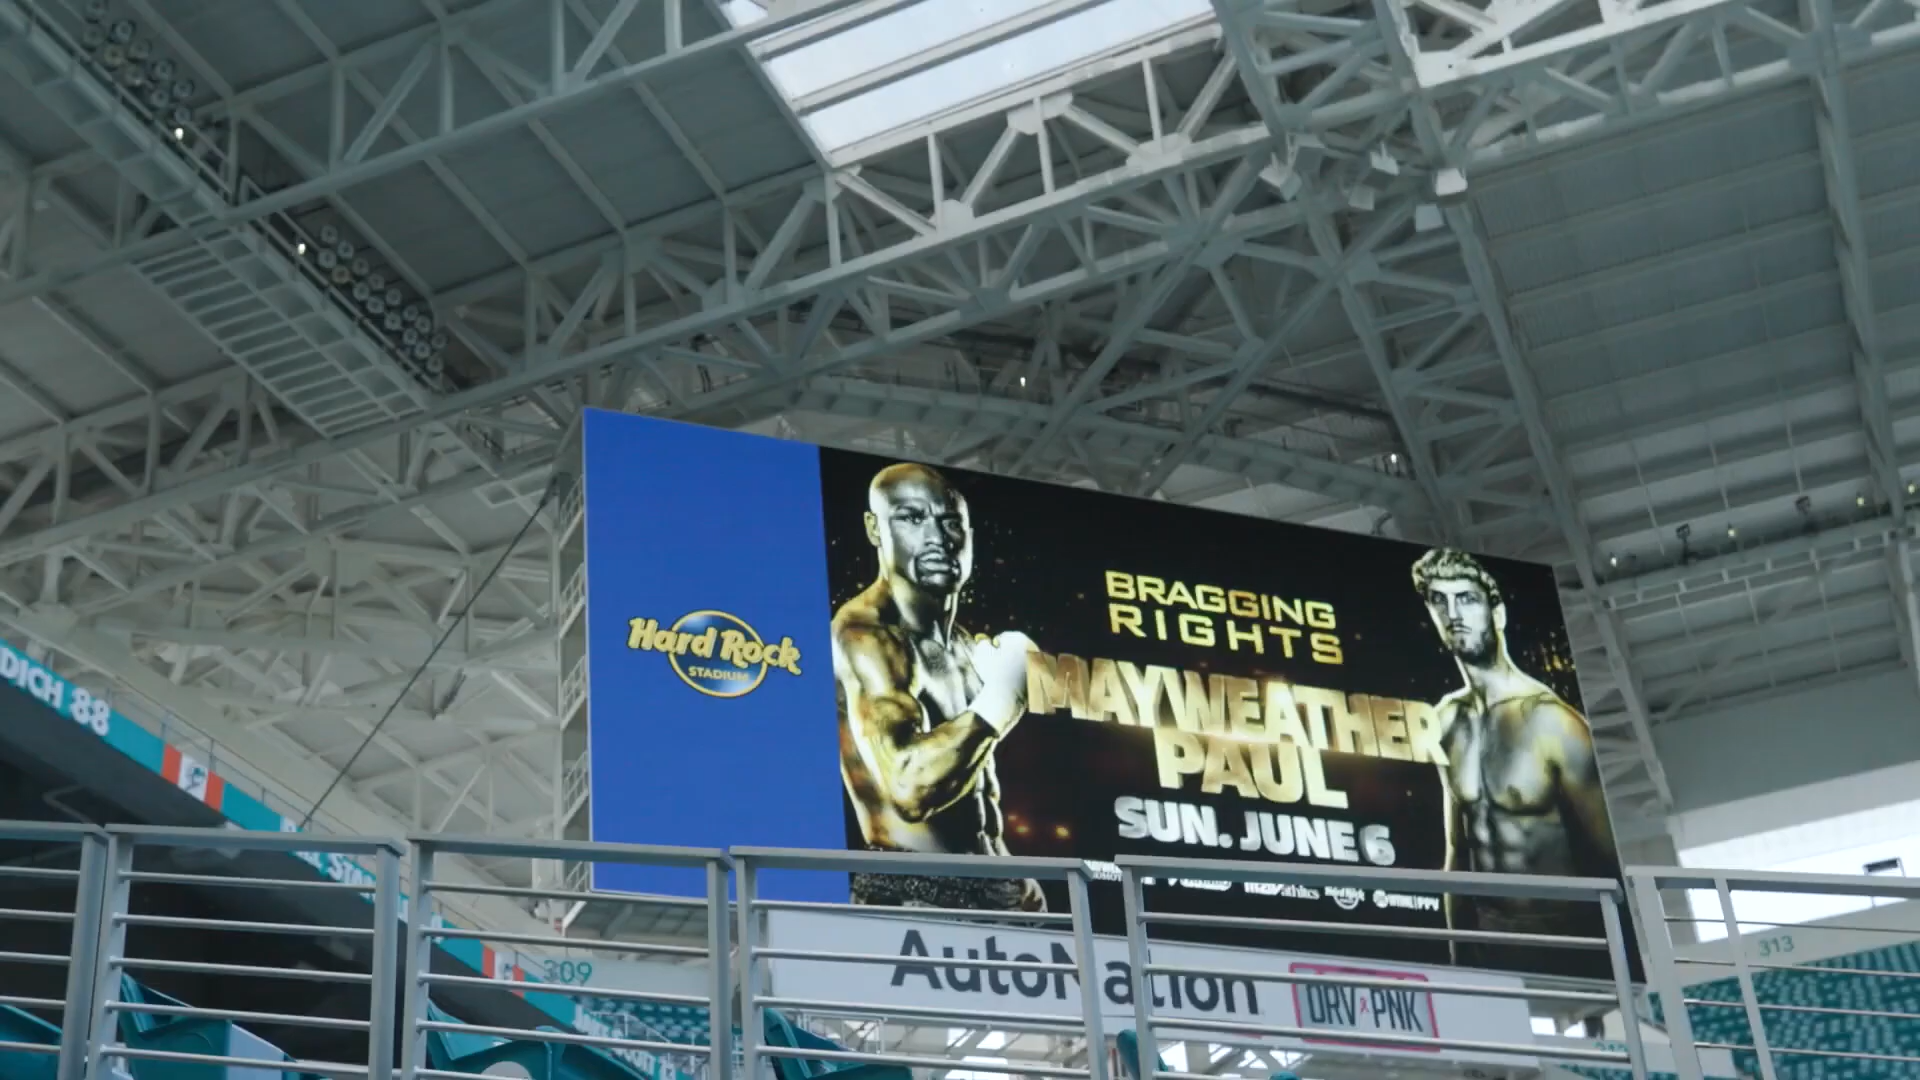 Hard Rock
STADIUM
BRAGGING
RIGHTS
MAYWEATHER
PAUL
SUN. JUNE 6
DICH 88
309
AutoNation
DRV PNK
313